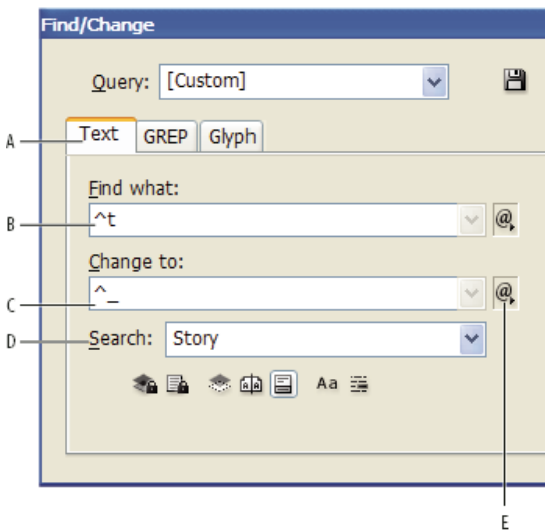 Find/Change
Query: [Custom]
A Text GREP Glyph
Find what:
B ^t @
Change to:
C ^_ @
D Search: Story
Aa
E